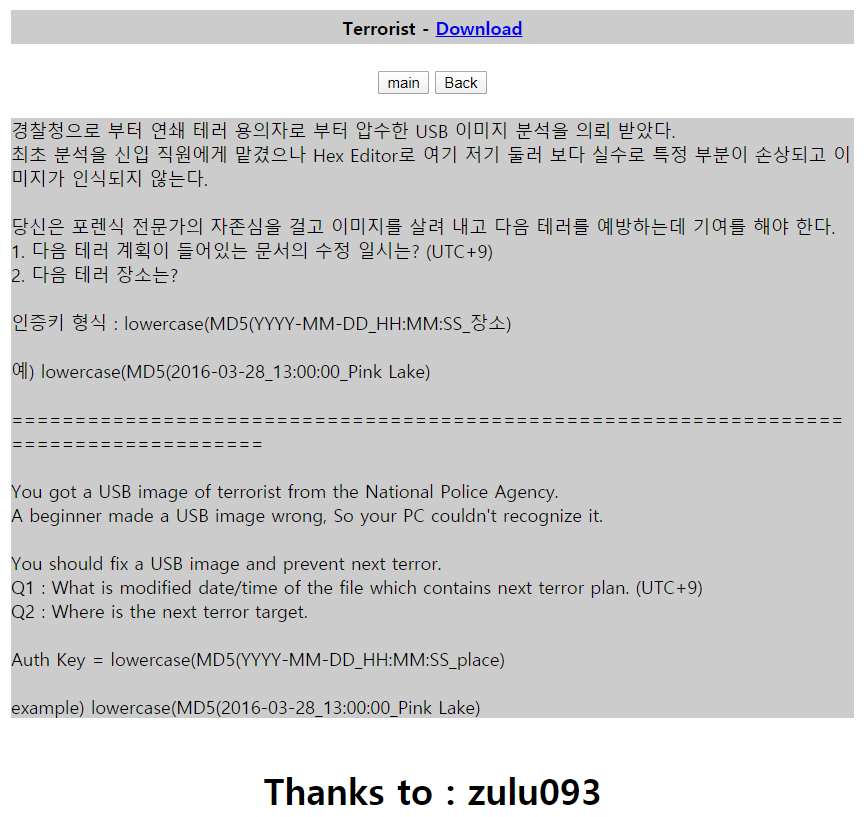 Terrorist - Download
main Back
경찰청으로 부터 연쇄 테러 용의자로 부터 압수한 USB 이미지 분석을 의뢰 받았다.
최초 분석을 신입 직원에게 맡겼으나 Hex Editor로 여기 저기 둘러 보다 실수로 특정 부분이 손상되고 이
미지가 인식되지 않는다.
당신은 포렌식 전문가의 자존심을 걸고 이미지를 살려 내고 다음 테러를 예방하는데 기여를 해야 한다.
1. 다음 테러 계획이 들어있는 문서의 수정 일시는? (UTC+9)
2. 다음 테러 장소는?
인증키 형식 : lowercase(MD5(YYYY-MM-DD_HH:MM:SS_장소)
예) lowercase(MD5(2016-03-28_13:00:00_Pink Lake)
==================================================================
====================
You got a USB image of terrorist from the National Police Agency.
A beginner made a USB image wrong, So your PC couldn't recognize it.
You should fix a USB image and prevent next terror.
Q1 : What is modified date/time of the file which contains next terror plan. (UTC+9)
Q2 : Where is the next terror target.
Auth Key = lowercase(MD5(YYYY-MM-DD_HH:MM:SS_place)
example) lowercase(MD5(2016-03-28_13:00:00_Pink Lake)
Thanks to : zulu093